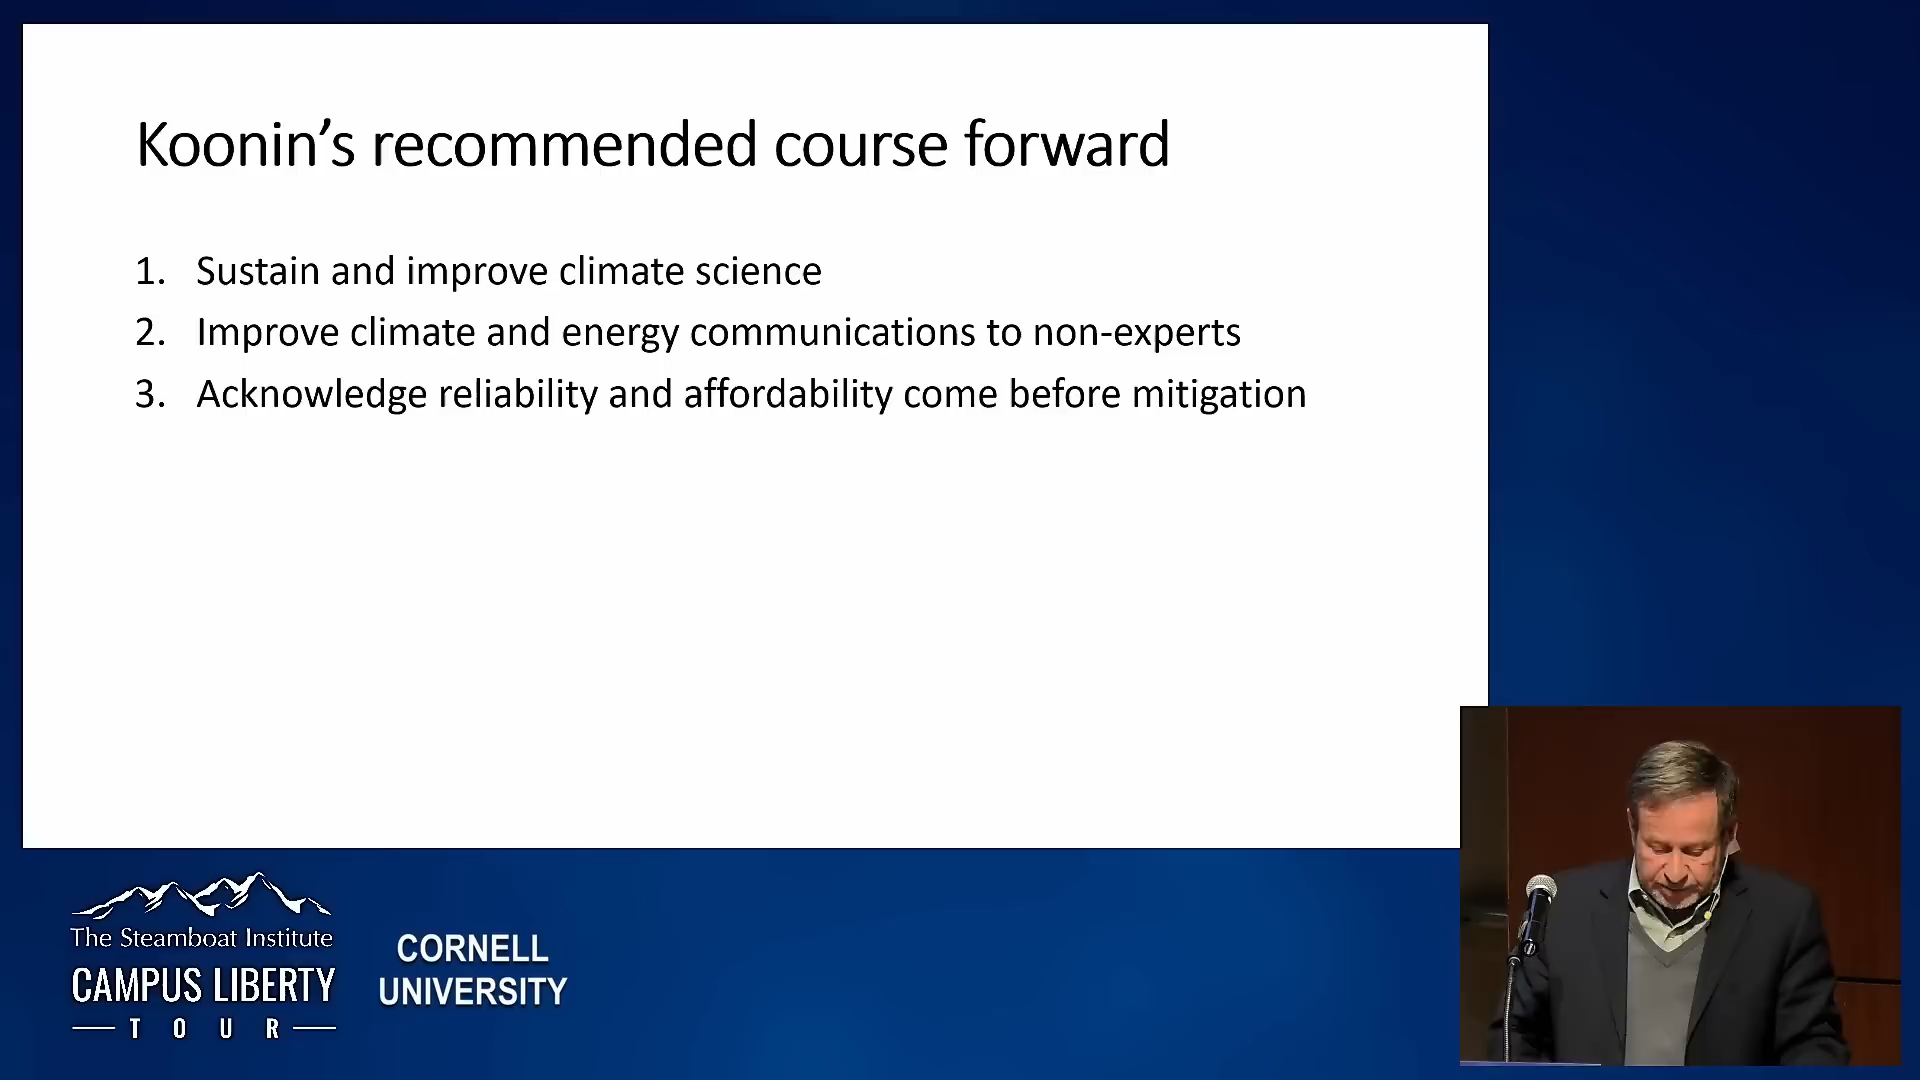 Koonin’s recommended course forward
1. Sustain and improve climate science
2. Improve climate and energy communications to non-experts
3. Acknowledge reliability and affordability come before mitigation
The Steamboat Institute
CAMPUS LIBERTY
TOUR
CORNELL
UNIVERSITY